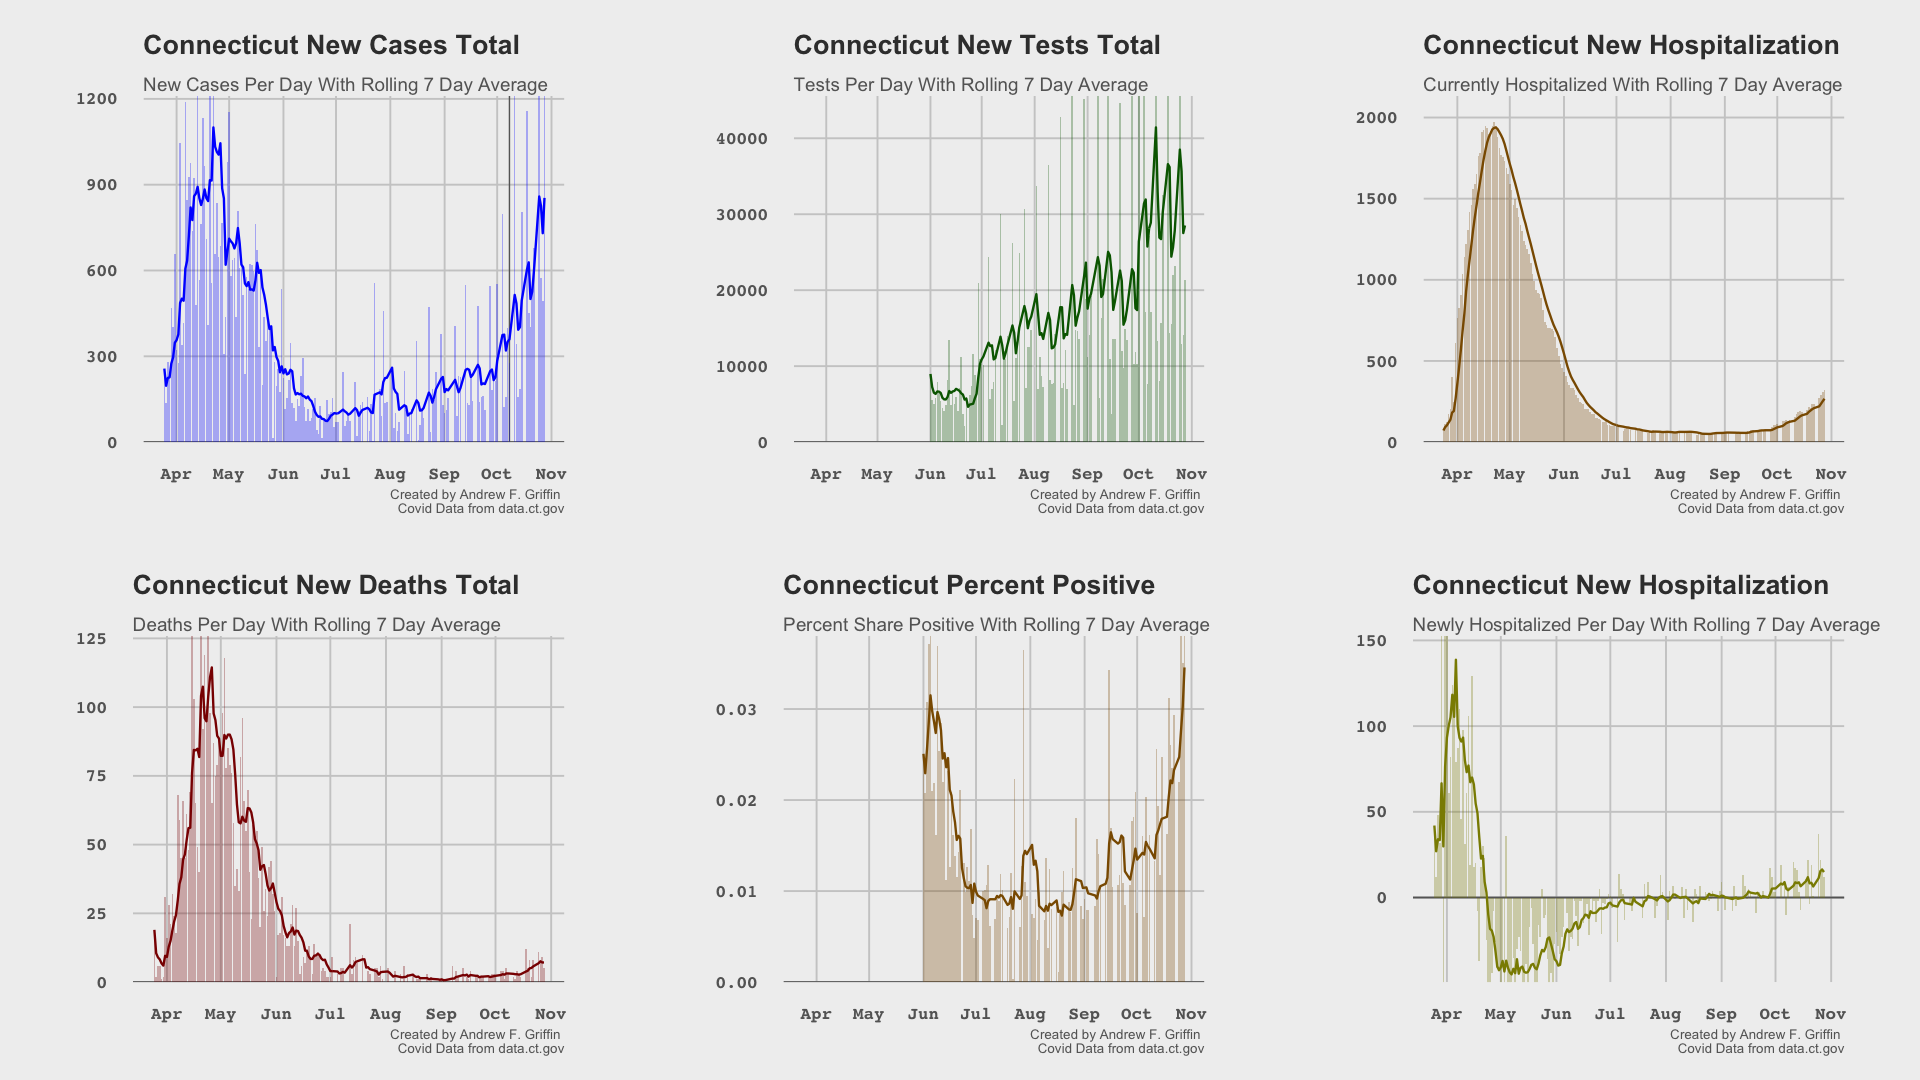 Connecticut New Cases Total
New Cases Per Day With Rolling 7 Day Average
1200
900
600
300
0
Apr May Jun Jul Aug Sep Oct Nov
Created by Andrew F. Griffin
Covid Data from data.ct.gov
Connecticut New Tests Total
Tests Per Day With Rolling 7 Day Average
40000
30000
20000
10000
0
Apr May Jun Jul Aug Sep Oct Nov
Created by Andrew F. Griffin
Covid Data from data.ct.gov
Connecticut New Hospitalization
Currently Hospitalized With Rolling 7 Day Average
2000
1500
1000
500
0
Apr May Jun Jul Aug Sep Oct Nov
Created by Andrew F. Griffin
Covid Data from data.ct.gov
Connecticut New Deaths Total
Deaths Per Day With Rolling 7 Day Average
125
100
75
50
25
0
Apr May Jun Jul Aug Sep Oct Nov
Created by Andrew F. Griffin
Covid Data from data.ct.gov
Connecticut Percent Positive
Percent Share Positive With Rolling 7 Day Average
0.03
0.02
0.01
0.00
Apr May Jun Jul Aug Sep Oct Nov
Created by Andrew F. Griffin
Covid Data from data.ct.gov
Connecticut New Hospitalization
Newly Hospitalized Per Day With Rolling 7 Day Average
150
100
50
0
Apr May Jun Jul Aug Sep Oct Nov
Created by Andrew F. Griffin
Covid Data from data.ct.gov